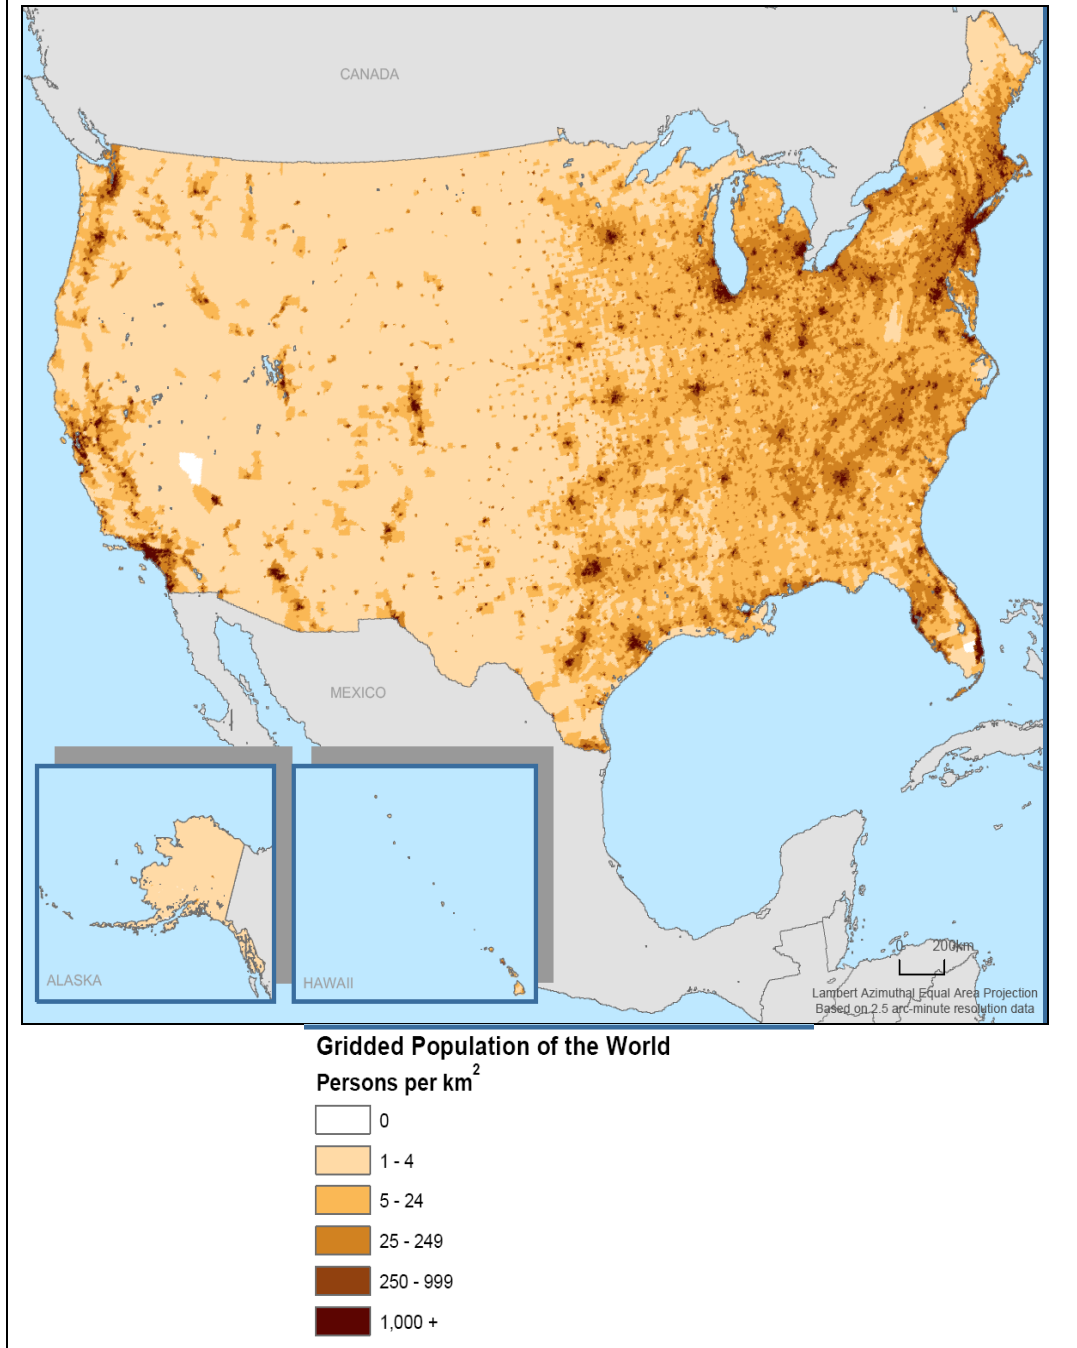 CANADA
MEXICO
ALASKA
HAWAII
0 200km
Lambert Azimuthal Equal Area Projection
Based on 2.5 arc-minute resolution data
Gridded Population of the World
Persons per km2
0
1 - 4
5 - 24
25 - 249
250 - 999
1,000 +